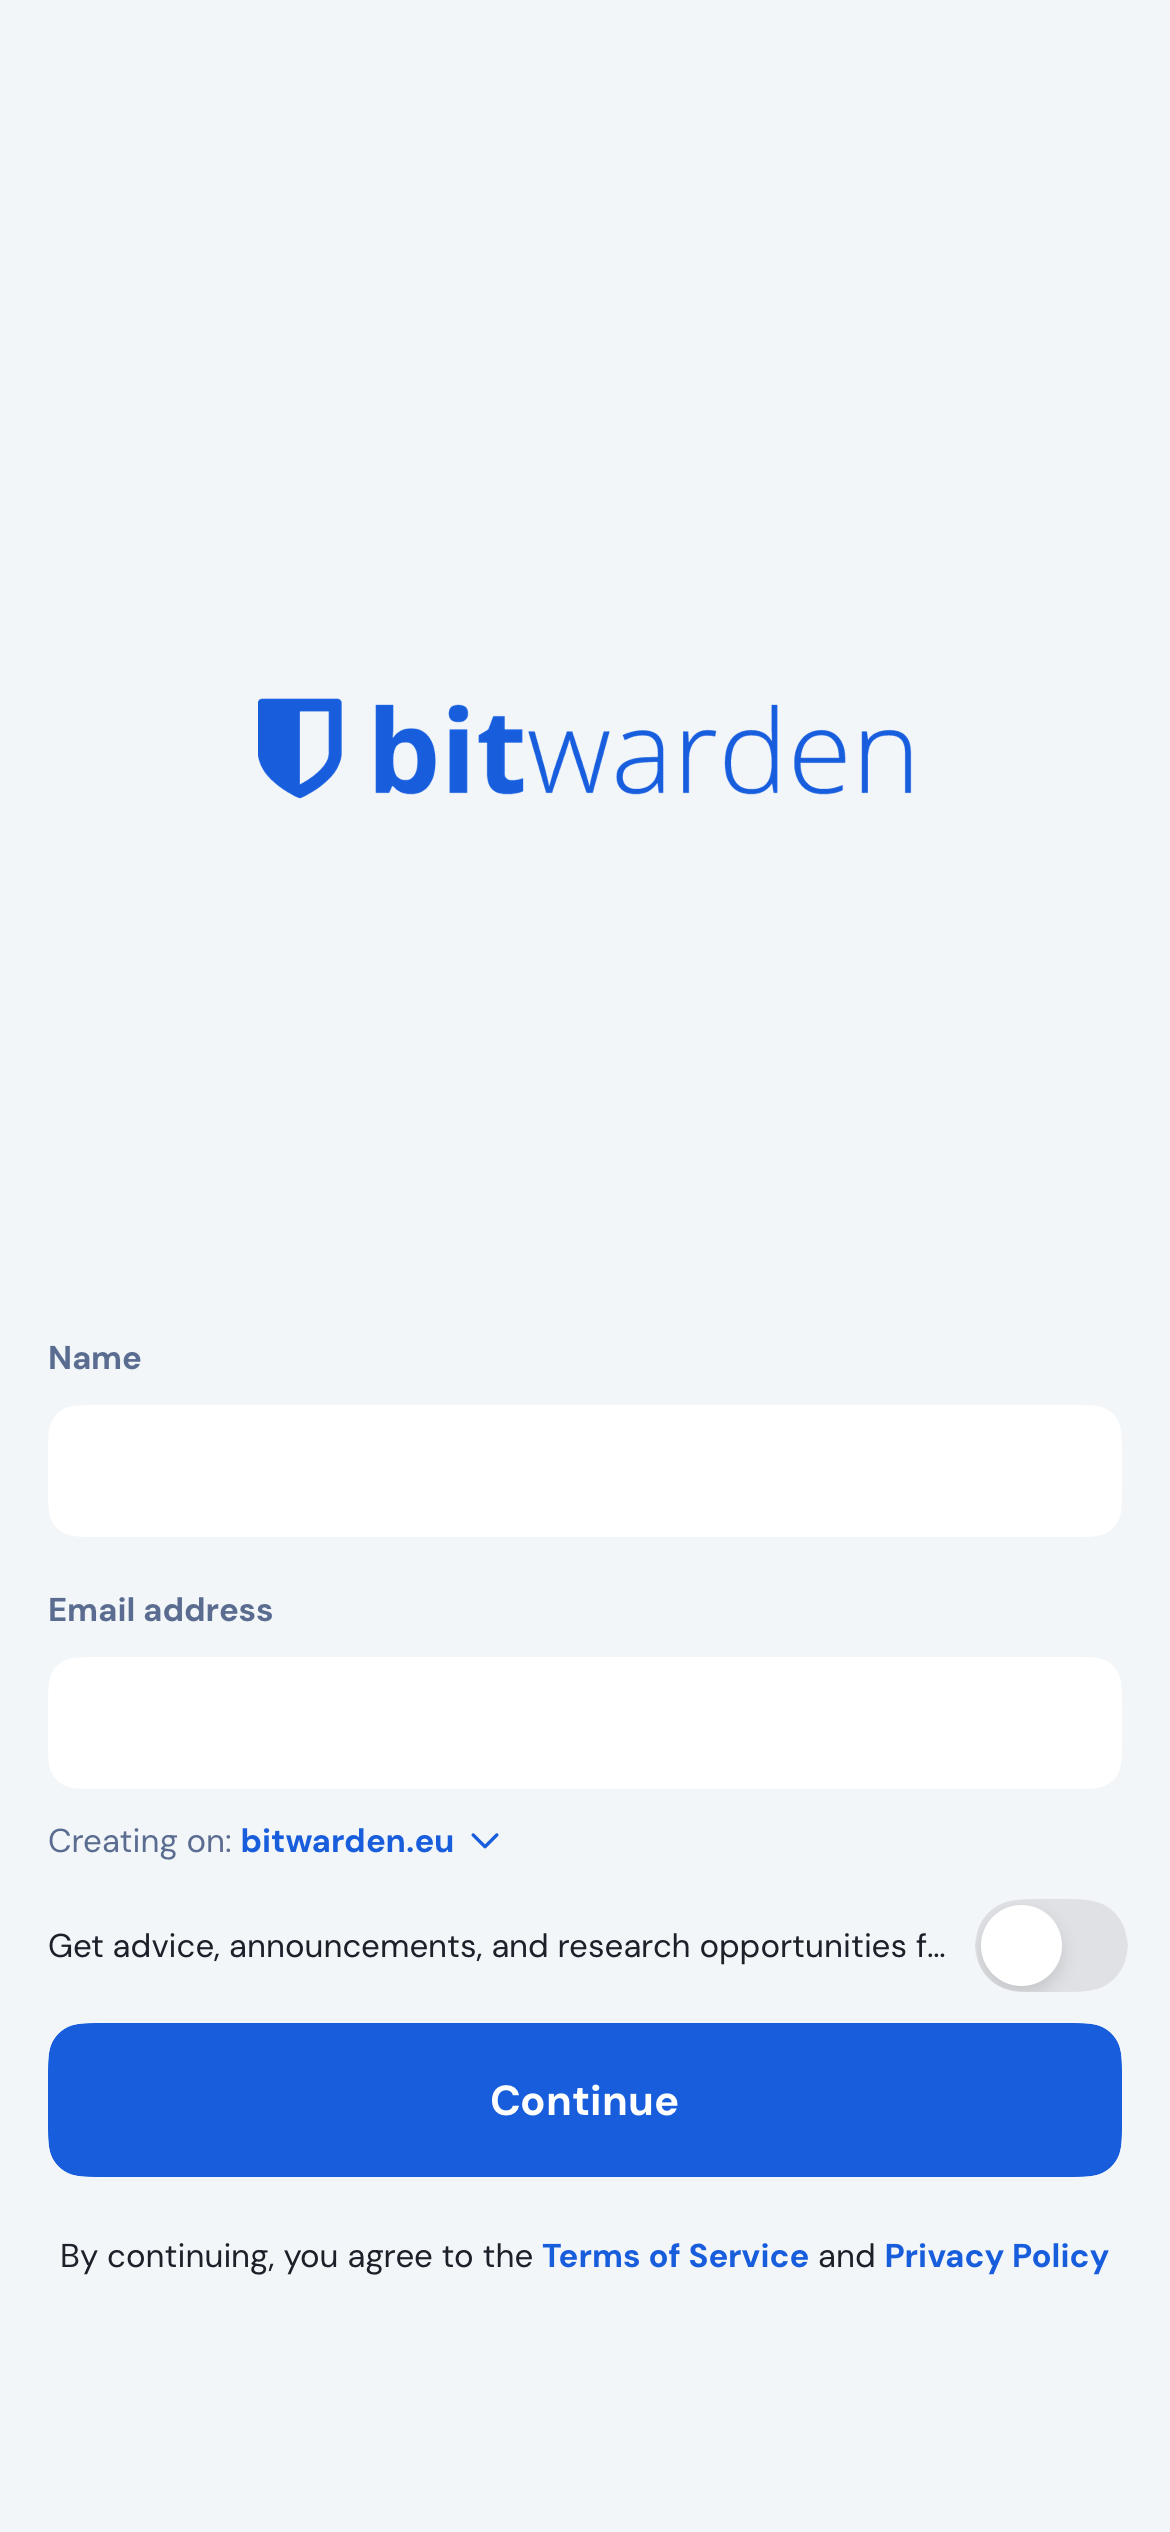 bitwarden
Name
Email address
Creating on: bitwarden.eu
Get advice, announcements, and research opportunities f...
Continue
By continuing, you agree to the Terms of Service and Privacy Policy